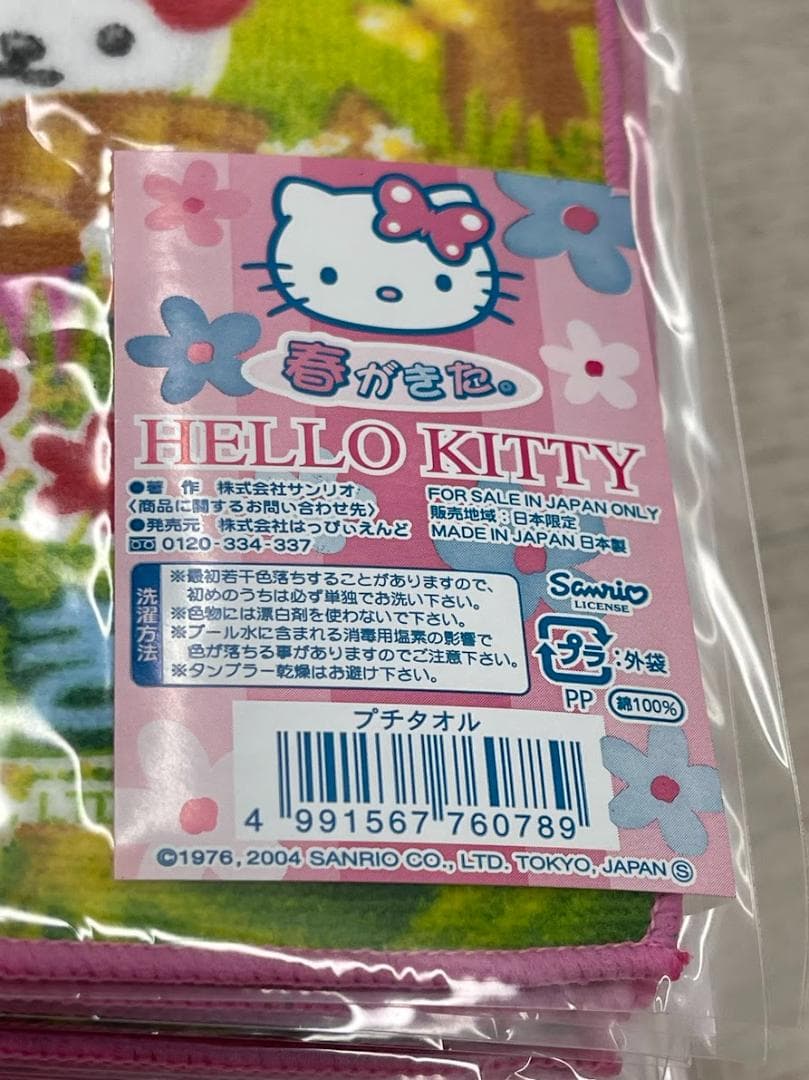 春がきた。
HELLO KITTY
●著 作 株式会社サンリオ
〈商品に関するお問い合わせ先〉
●発売元 株式会社はっぴぃえんど
0120-334-337
FOR SALE IN JAPAN ONLY
販売地域：日本限定
MADE IN JAPAN 日本製
洗濯方法
※最初若干色落ちすることがありますので、
初めのうちは必ず単独でお洗い下さい。
※色物には漂白剤を使わないで下さい。
※プール水に含まれる消毒用塩素の影響で
色が落ちる事がありますのでご注意下さい。
※タンブラー乾燥はお避け下さい。
Sanrio
LICENSE
プラ：外袋
PP
綿100%
プチタオル
4 991567 760789
©1976, 2004 SANRIO CO., LTD. TOKYO, JAPAN Ⓢ